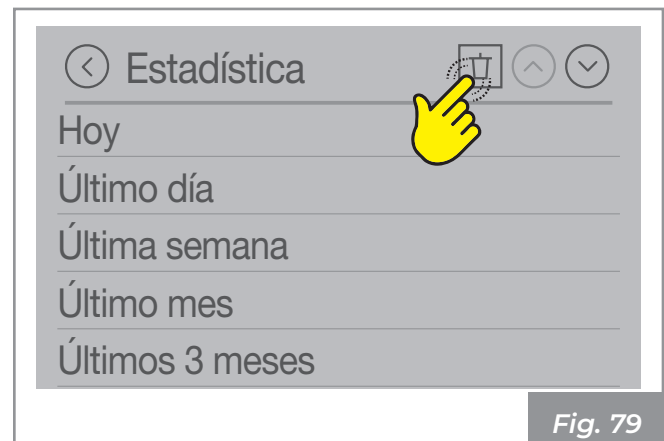 Estadística
Hoy
Último día
Última semana
Último mes
Últimos 3 meses
Fig. 79